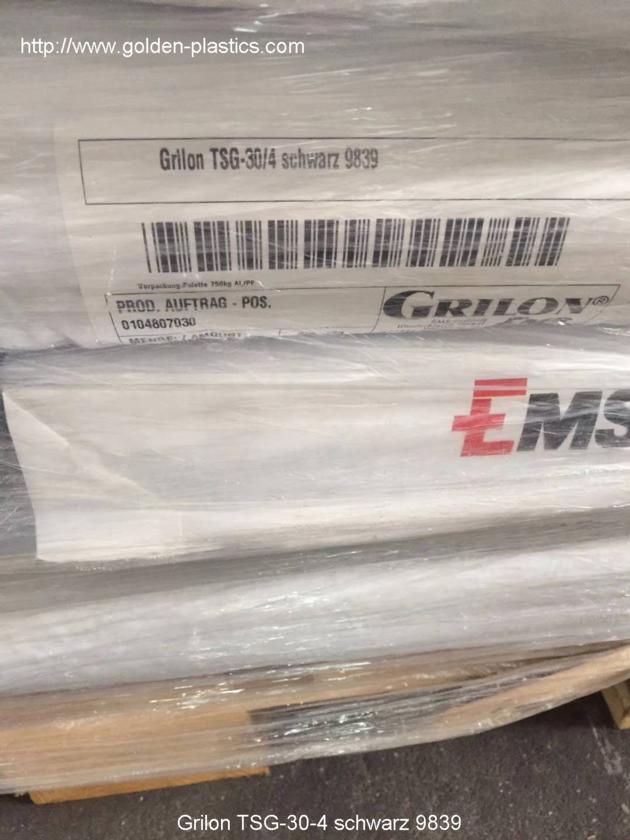 http://www.golden-plastics.com
Grilon TSG-30/4 schwarz 9839
Verpackung:Palette 750kg AL/PP
PROD. AUFTRAG - POS.
0104807030
GRILON®
EMS
Grilon TSG-30-4 schwarz 9839